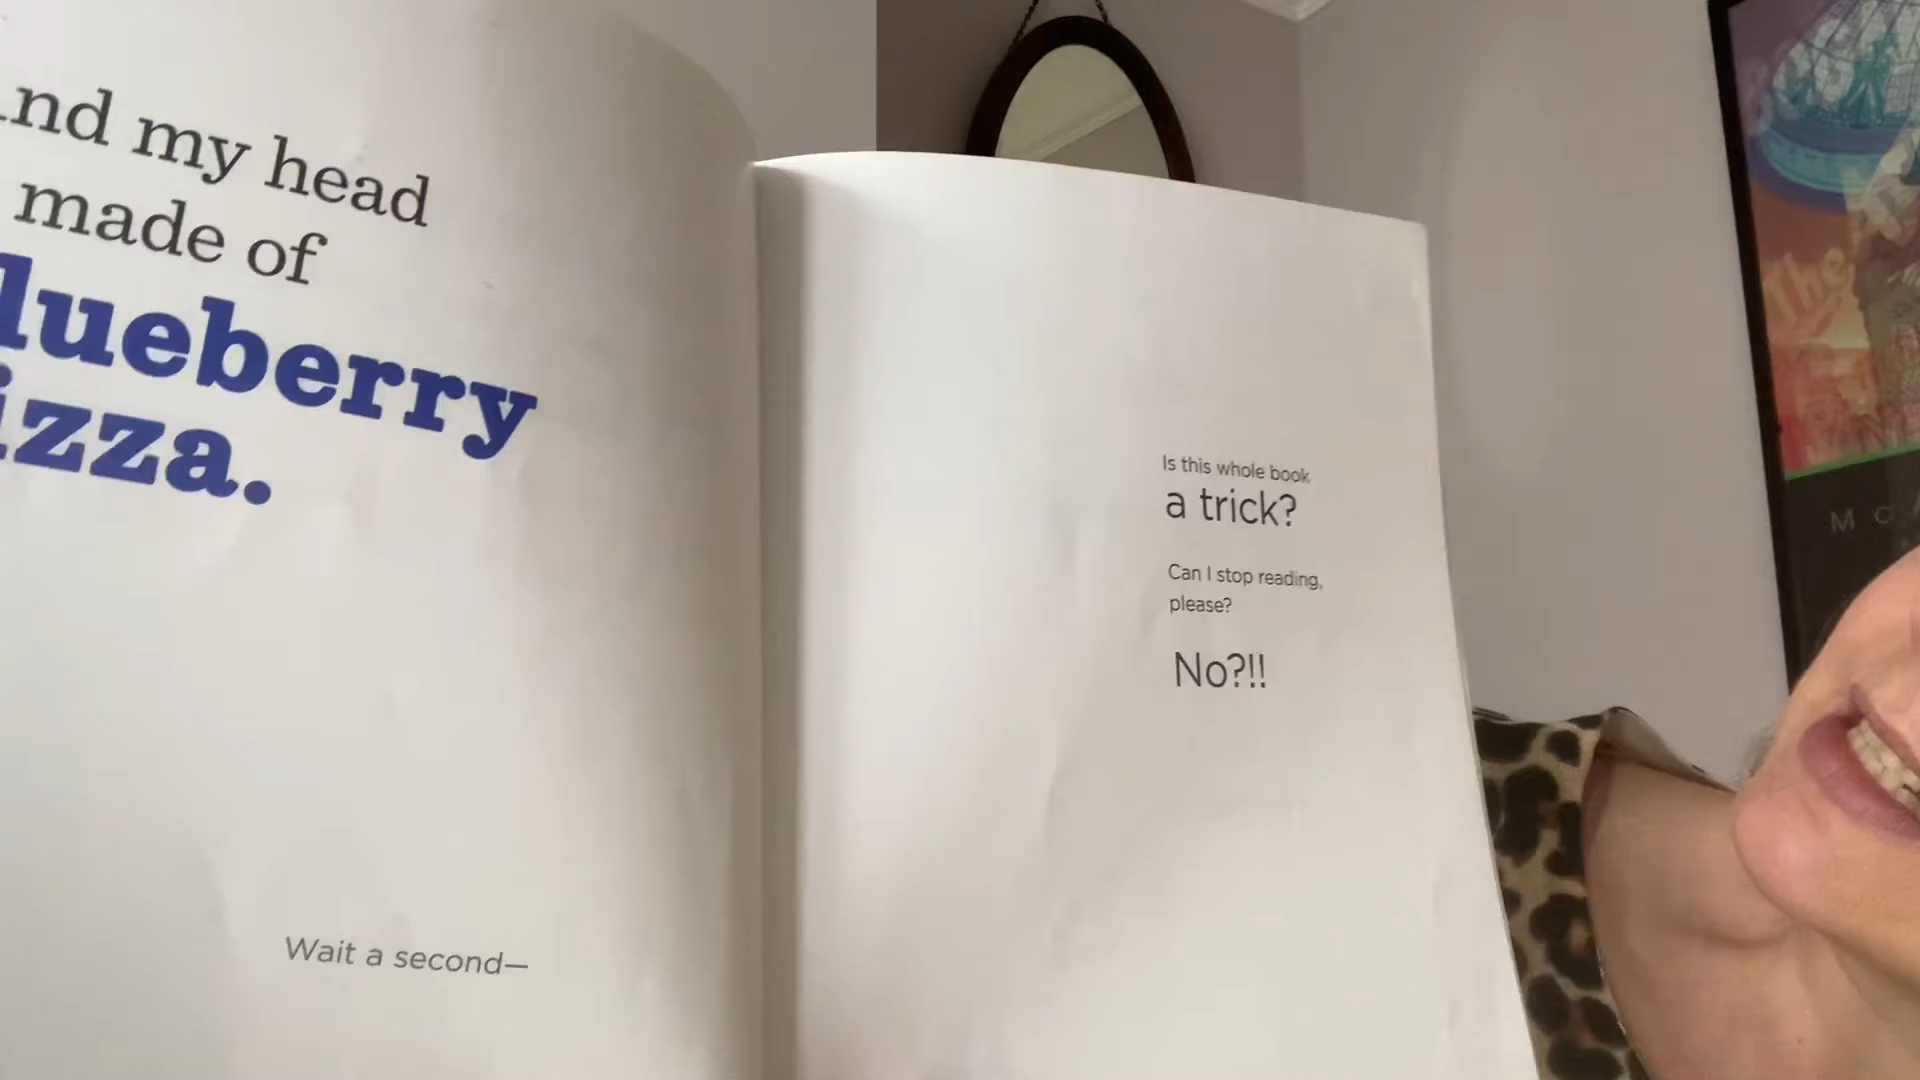 nd my head
made of
lueberry
izza.
Wait a second—
Is this whole book
a trick?
Can I stop reading,
please?
No?!!
The
M C